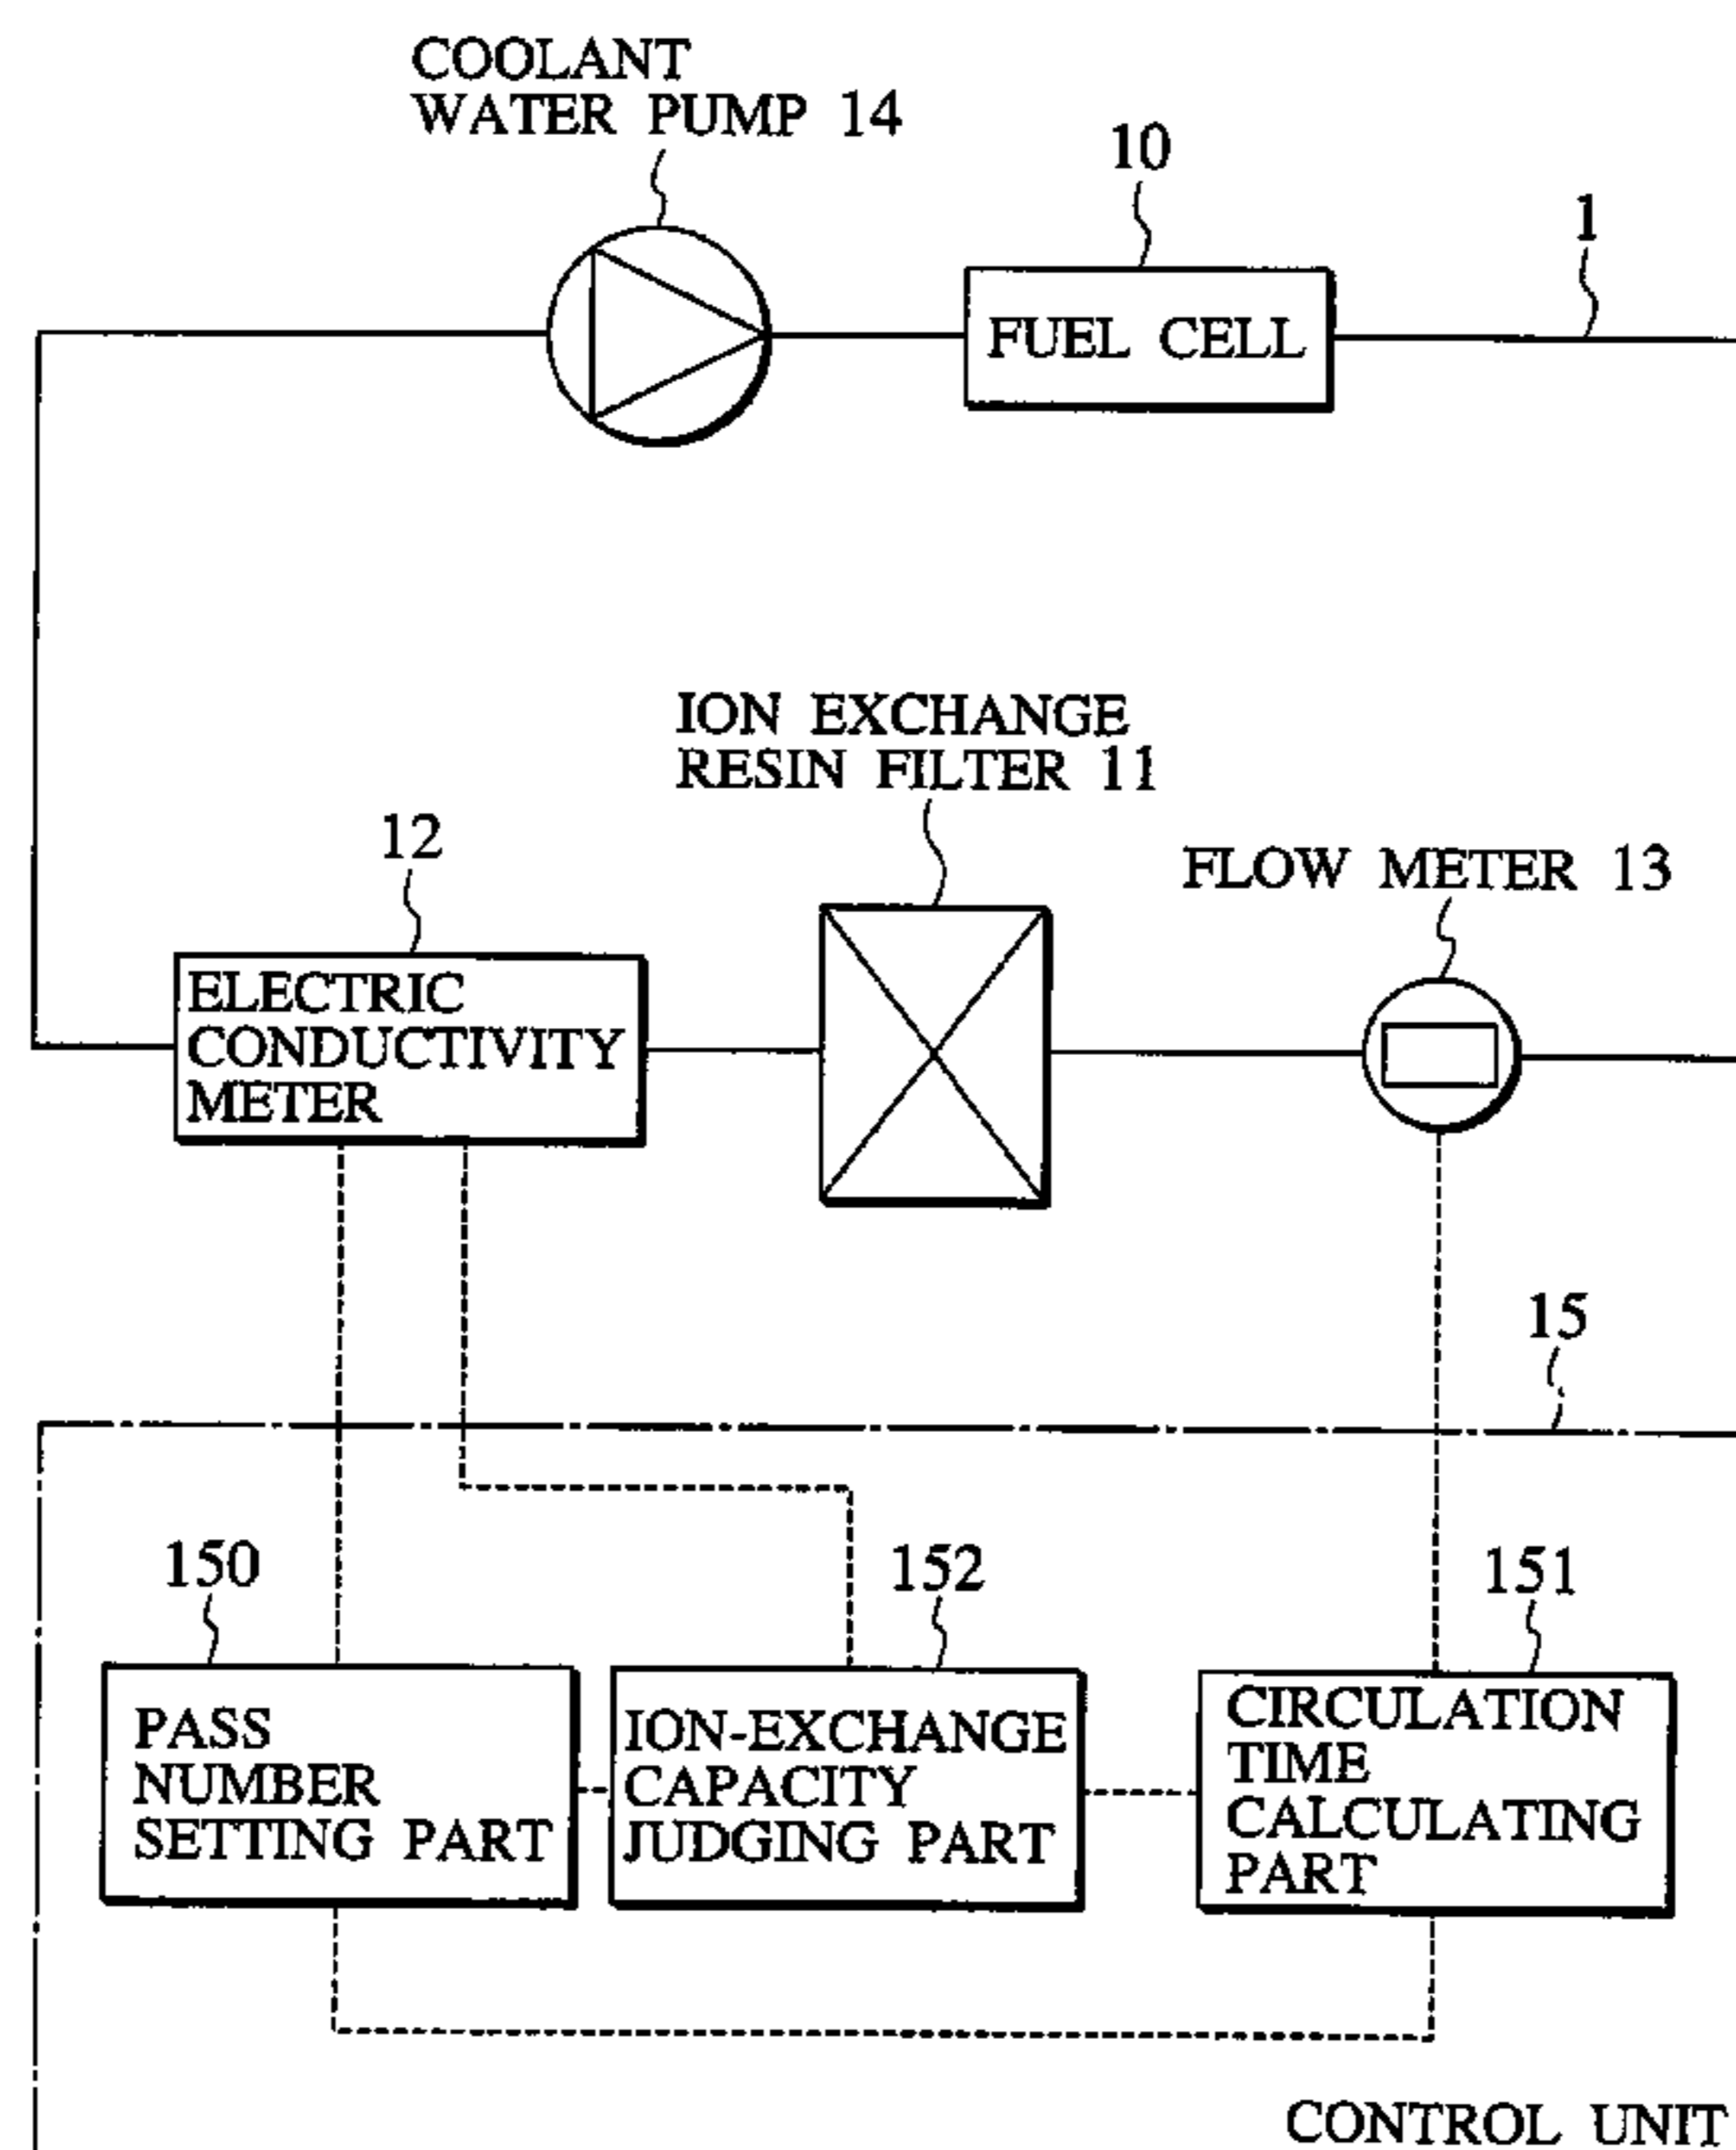 COOLANT
WATER PUMP 14
10
1
FUEL CELL
ION EXCHANGE
RESIN FILTER 11
12
FLOW METER 13
ELECTRIC
CONDUCTIVITY
METER
15
150
152
151
PASS
NUMBER
SETTING PART
ION-EXCHANGE
CAPACITY
JUDGING PART
CIRCULATION
TIME
CALCULATING
PART
CONTROL UNIT